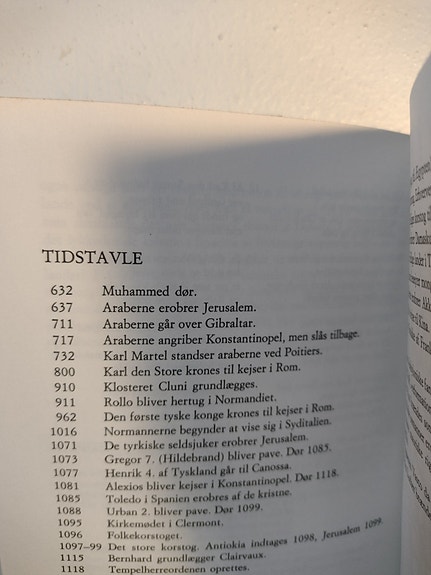 TIDSTAVLE
632 Muhammed dør.
637 Araberne erobrer Jerusalem.
711 Araberne går over Gibraltar.
717 Araberne angriber Konstantinopel, men slås tilbage.
732 Karl Martel standser araberne ved Poitiers.
800 Karl den Store krones til kejser i Rom.
910 Klosteret Cluni grundlægges.
911 Rollo bliver hertug i Normandiet.
962 Den første tyske konge krones til kejser i Rom.
1016 Normannerne begynder at vise sig i Syditalien.
1071 De tyrkiske seldsjuker erobrer Jerusalem.
1073 Gregor 7. (Hildebrand) bliver pave. Dør 1085.
1077 Henrik 4. af Tyskland går til Canossa.
1081 Alexios bliver kejser i Konstantinopel. Dør 1118.
1085 Toledo i Spanien erobres af de kristne.
1088 Urban 2. bliver pave. Dør 1099.
1095 Kirkemødet i Clermont.
1096 Folkekorstoget.
1097-99 Det store korstog. Antiokia indtages 1098, Jerusalem 1099.
1115 Bernhard grundlægger Clairvaux.
1118 Tempelherreordenen oprettes.